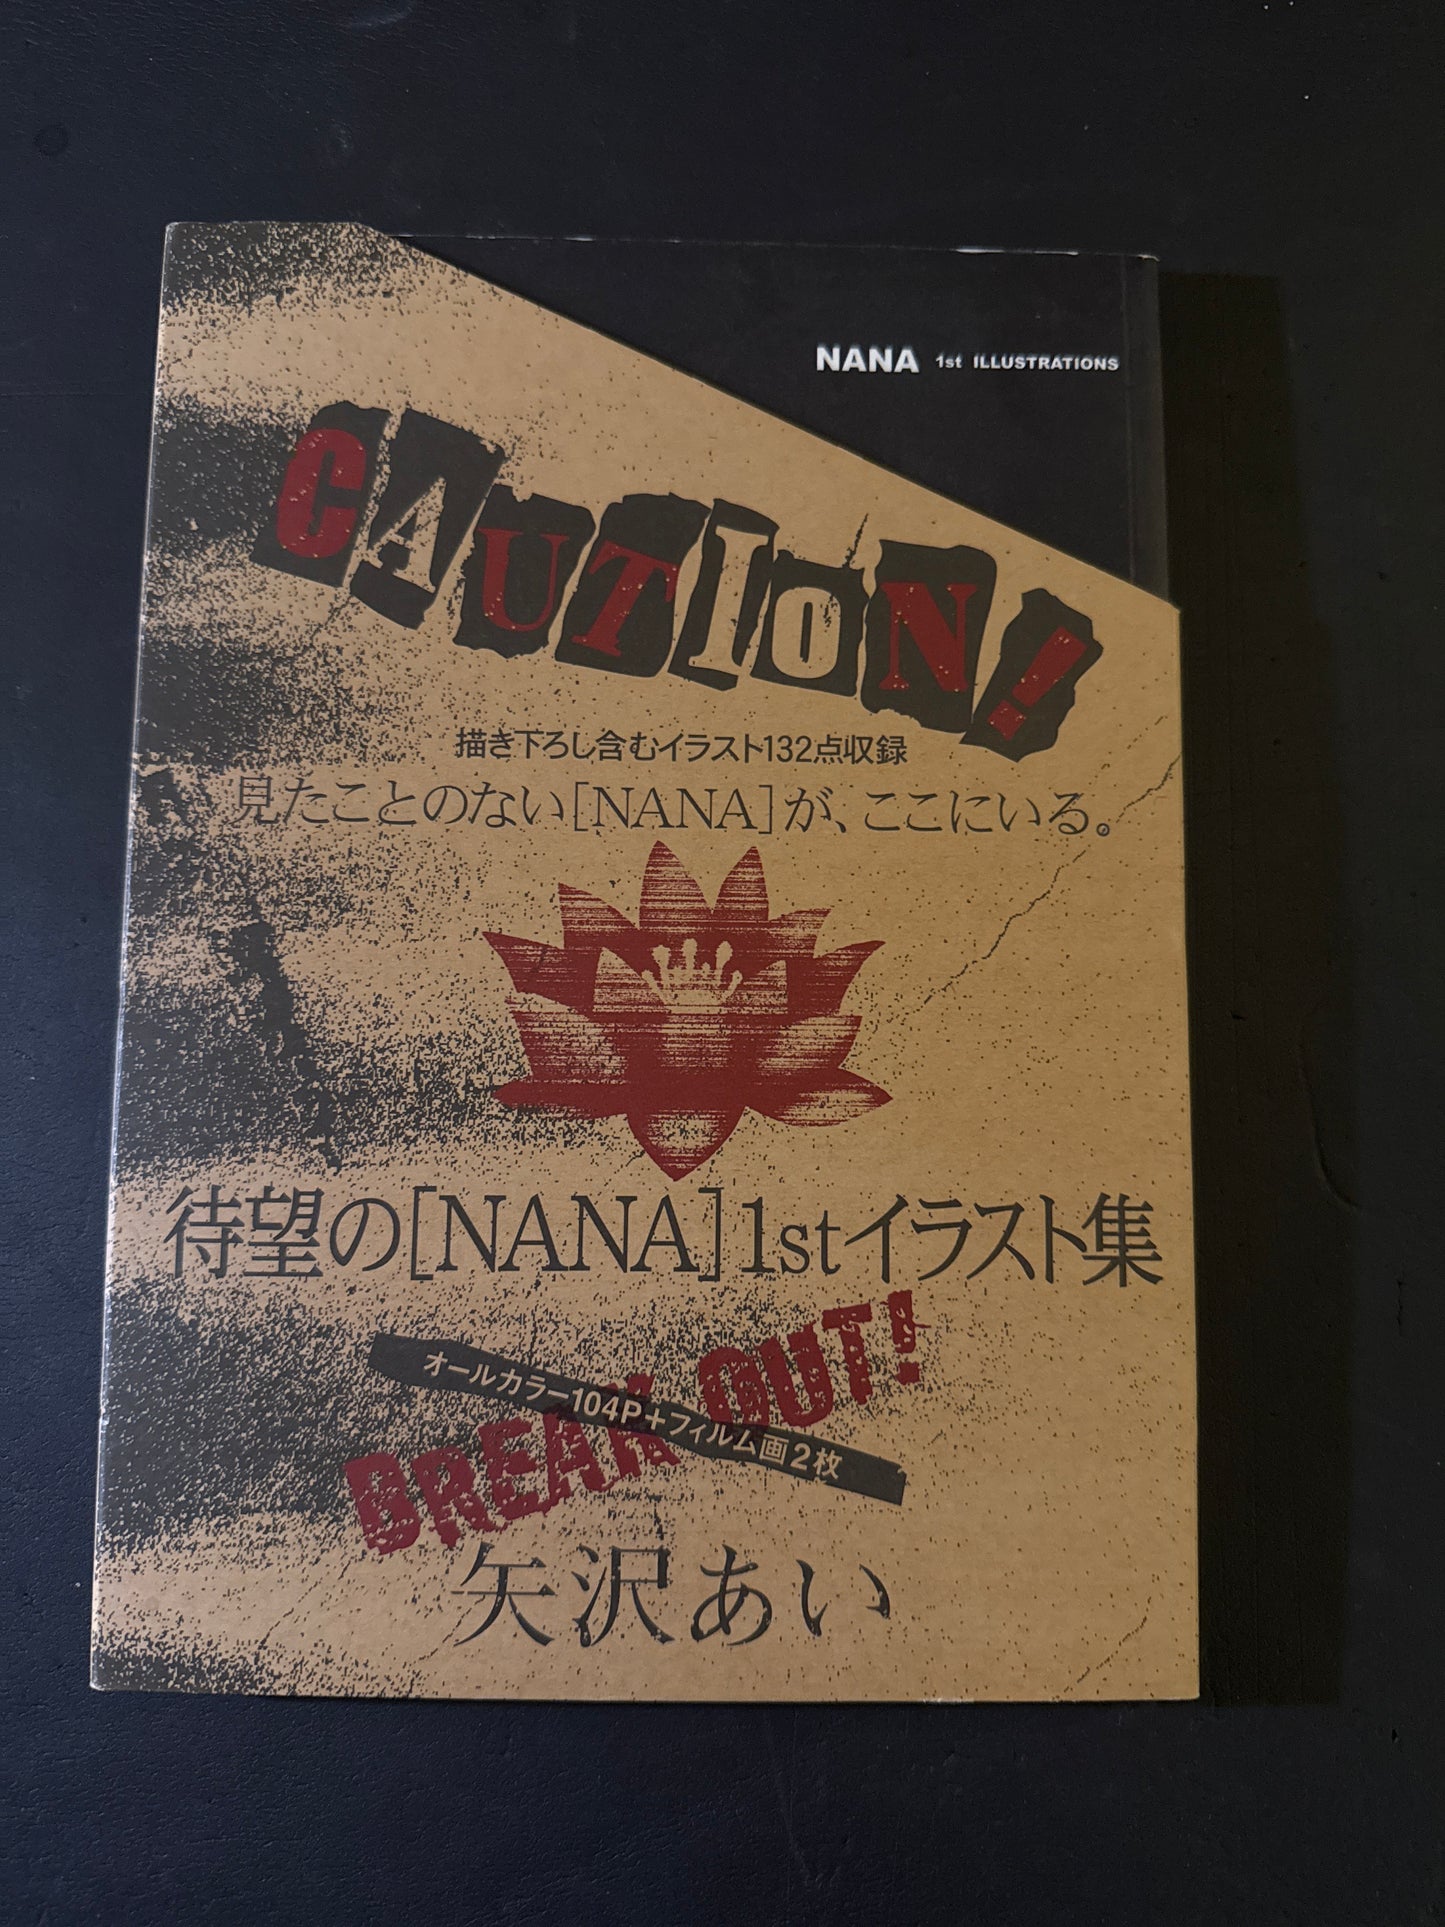 NANA 1st ILLUSTRATIONS
CAUTION!
描き下ろし含むイラスト132点収録
見たことのない[NANA]が、ここにいる。
待望の[NANA]1stイラスト集
BREAK OUT!
オールカラー104P+フィルム画2枚
矢沢あい